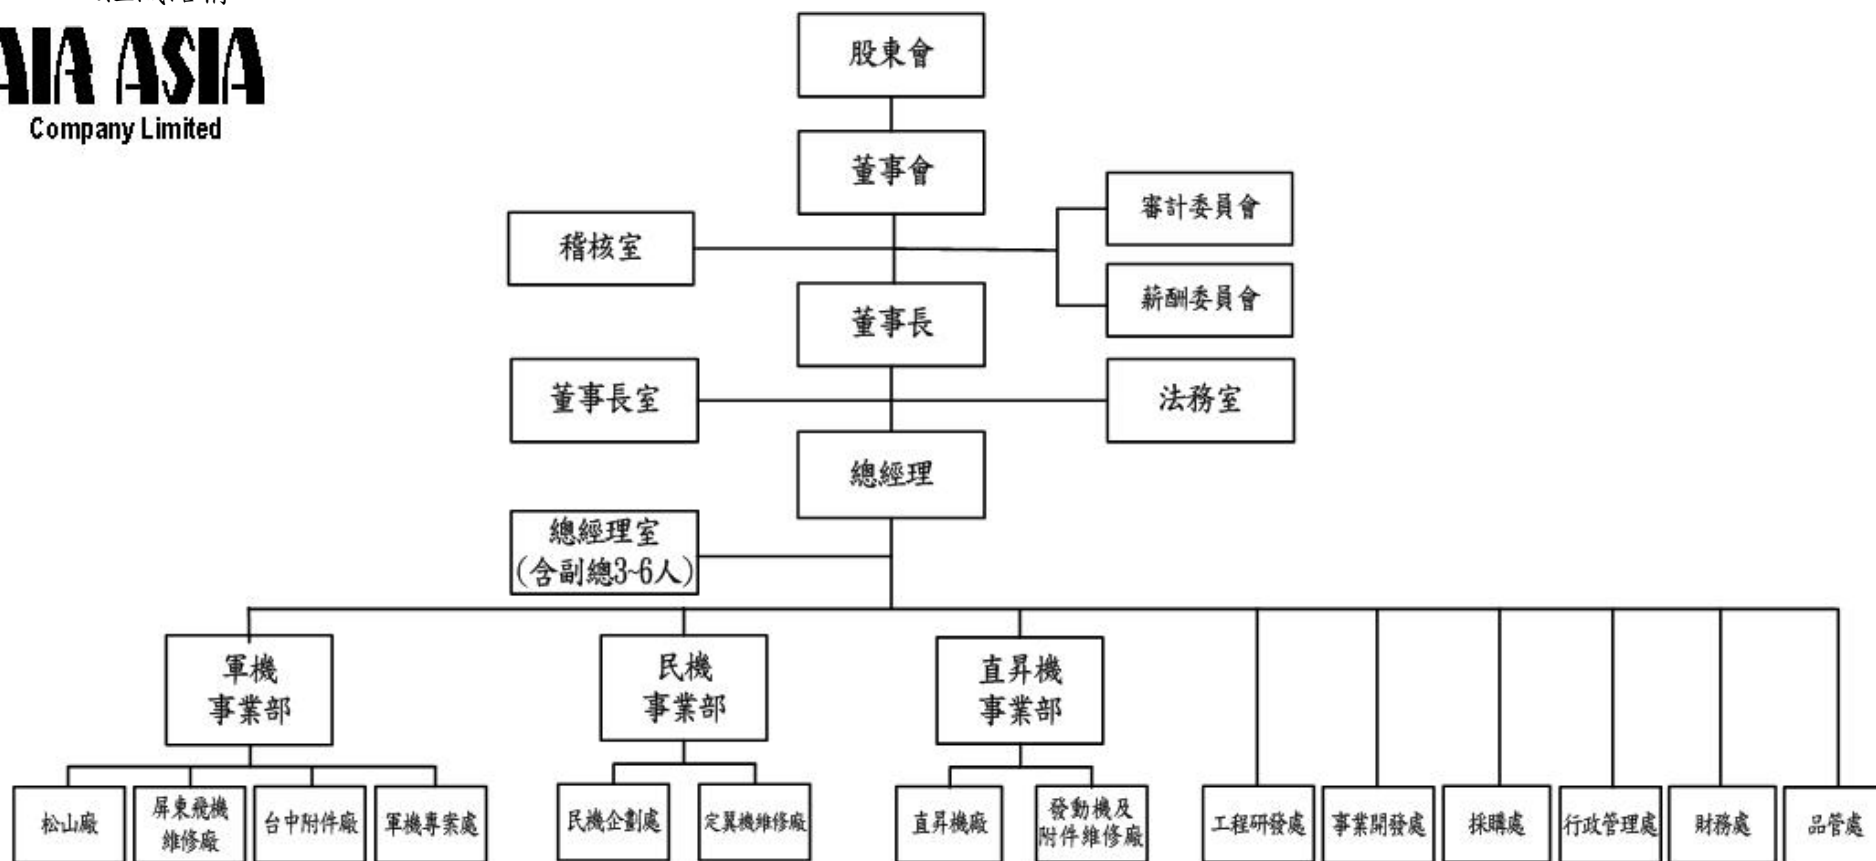 AIR ASIA
Company Limited
股東會
董事會
稽核室
審計委員會
薪酬委員會
董事長
董事長室
法務室
總經理
總經理室
(含副總3~6人)
軍機
事業部
民機
事業部
直昇機
事業部
松山廠
屏東飛機
維修廠
台中附件廠
軍機專案處
民機企劃處
定翼機維修廠
直昇機廠
發動機及
附件維修廠
工程研發處
事業開發處
採購處
行政管理處
財務處
品管處